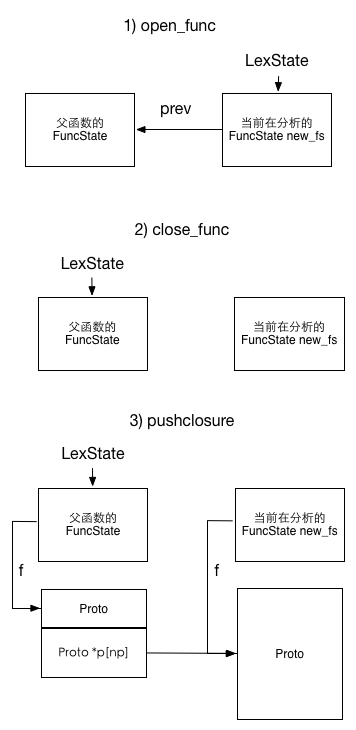 1) open_func
LexState
父函数的
FuncState
prev
当前在分析的
FuncState new_fs
2) close_func
LexState
父函数的
FuncState
当前在分析的
FuncState new_fs
3) pushclosure
LexState
父函数的
FuncState
当前在分析的
FuncState new_fs
f
f
Proto
Proto *p[np]
Proto